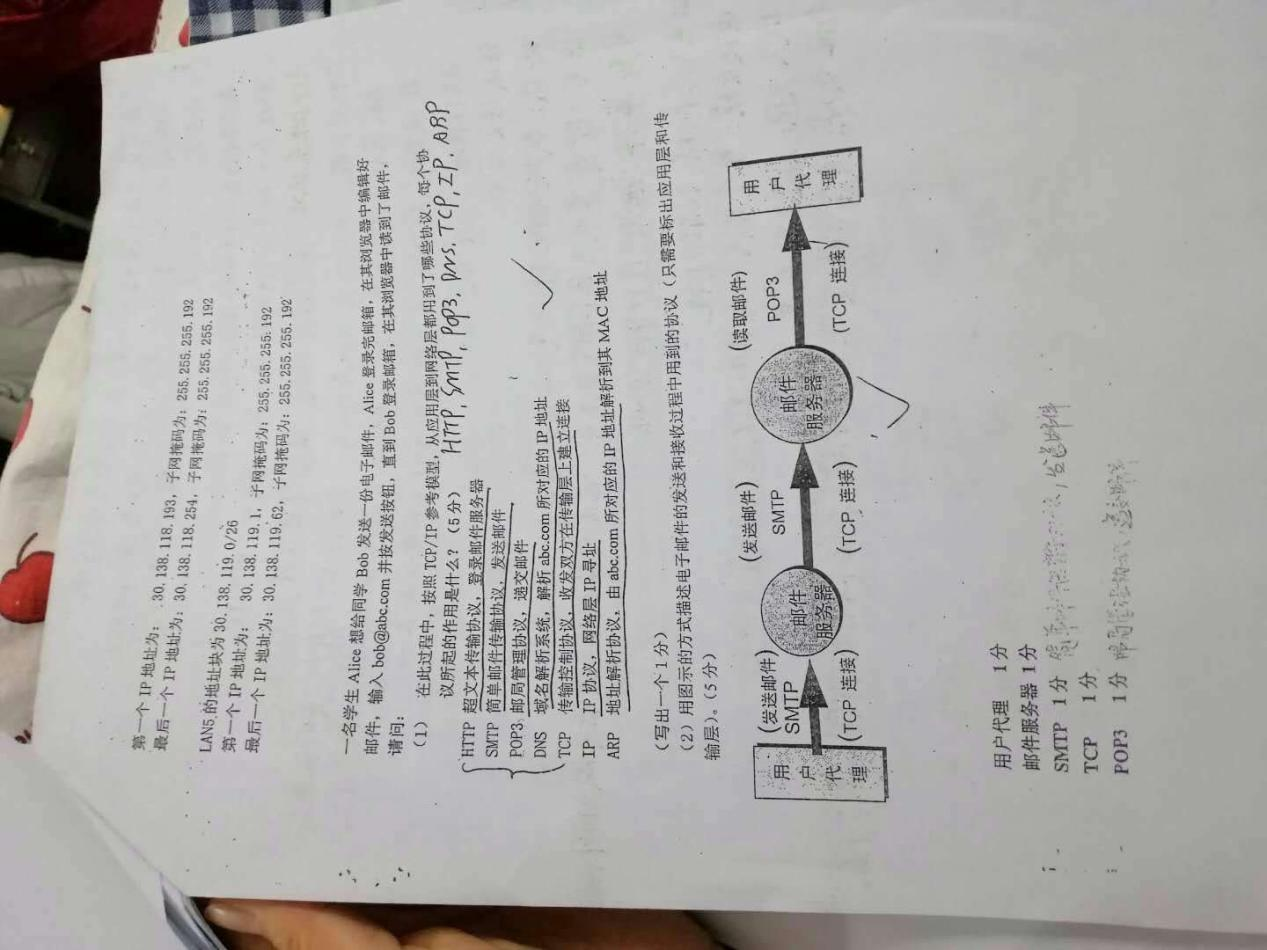 第一个 IP 地址为： 30.138.118.193，子网掩码为：255.255.255.192
最后一个 IP 地址为：30.138.118.254，子网掩码为：255.255.255.192
LAN5 的地址块为 30.138.119.0/26
第一个 IP 地址为： 30.138.119.1，子网掩码为：255.255.255.192
最后一个 IP 地址为：30.138.119.62，子网掩码为：255.255.255.192
一名学生 Alice 想给同学 Bob 发送一份电子邮件，Alice 登录完邮箱，在其浏览器中编辑好
邮件，输入 bob@abc.com 并按发送按钮，直到 Bob 登录邮箱，在其浏览器中读到了邮件，
请问：
（1） 在此过程中，按照 TCP/IP 参考模型，从应用层到网络层都用到了哪些协议，每个协
议所起的作用是什么？（5 分） HTTP, SMTP, POP3, DNS, TCP, IP, ARP
HTTP 超文本传输协议，登录邮件服务器
SMTP 简单邮件传输协议，发送邮件
POP3 邮局管理协议，递交邮件
DNS 域名解析系统，解析 abc.com 所对应的 IP 地址
TCP 传输控制协议，收发双方在传输层上建立连接
IP IP 协议，网络层 IP 寻址
ARP 地址解析协议，由 abc.com 所对应的 IP 地址解析到其 MAC 地址
（写出一个 1 分）
（2）用图示的方式描述电子邮件的发送和接收过程中用到的协议（只需要标出应用层和传
输层）。（5 分）
(发送邮件) (发送邮件) (读取邮件)
SMTP SMTP POP3
用户代理 邮件服务器 邮件服务器 用户代理
(TCP 连接) (TCP 连接) (TCP 连接)
用户代理 1 分
邮件服务器 1 分
SMTP 1 分
TCP 1 分
POP3 1 分